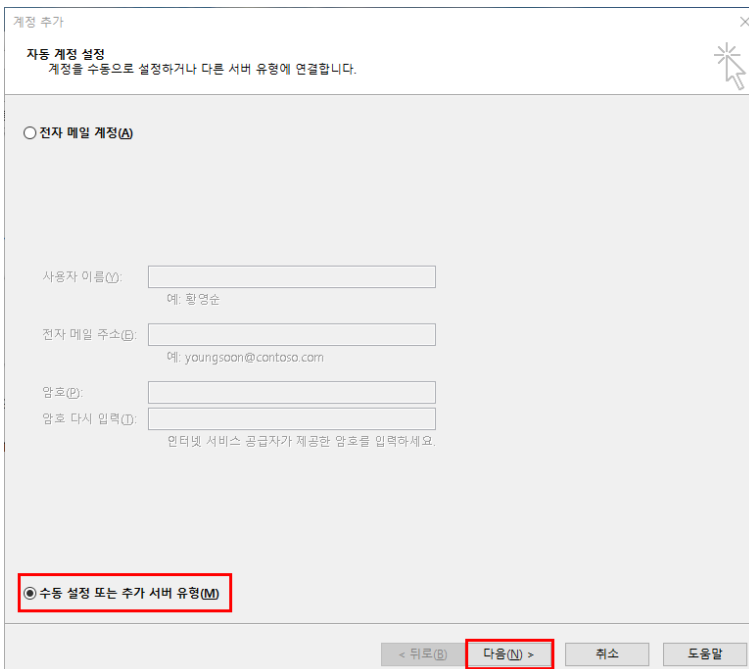 계정 추가
자동 계정 설정
계정을 수동으로 설정하거나 다른 서버 유형에 연결합니다.
전자 메일 계정(A)
사용자 이름(Y):
예: 황영순
전자 메일 주소(E):
예: youngsoon@contoso.com
암호(P):
암호 다시 입력(T):
인터넷 서비스 공급자가 제공한 암호를 입력하세요.
수동 설정 또는 추가 서버 유형(M)
< 뒤로(B) 다음(N) > 취소 도움말